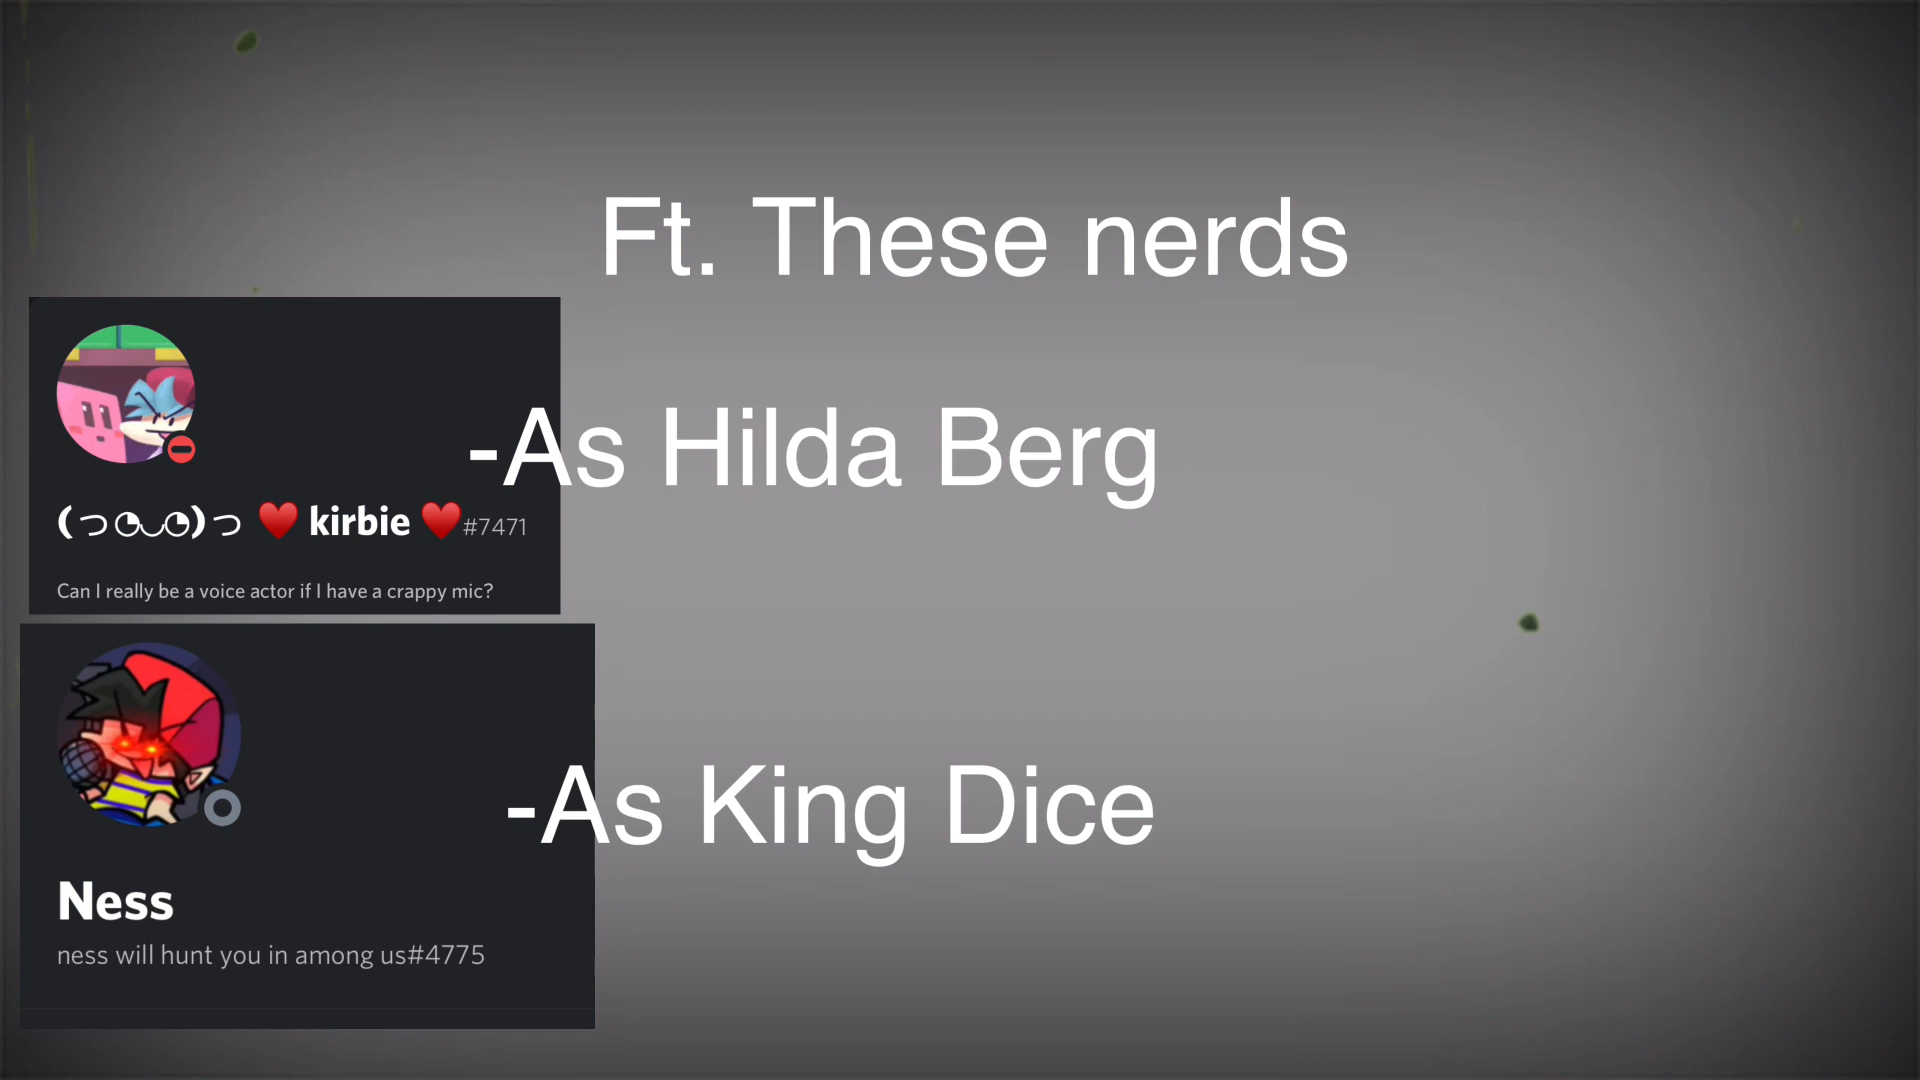 Ft. These nerds
-As Hilda Berg
(つ◔◡◔)つ ♥ kirbie ♥#7471
Can I really be a voice actor if I have a crappy mic?
-As King Dice
Ness
ness will hunt you in among us#4775